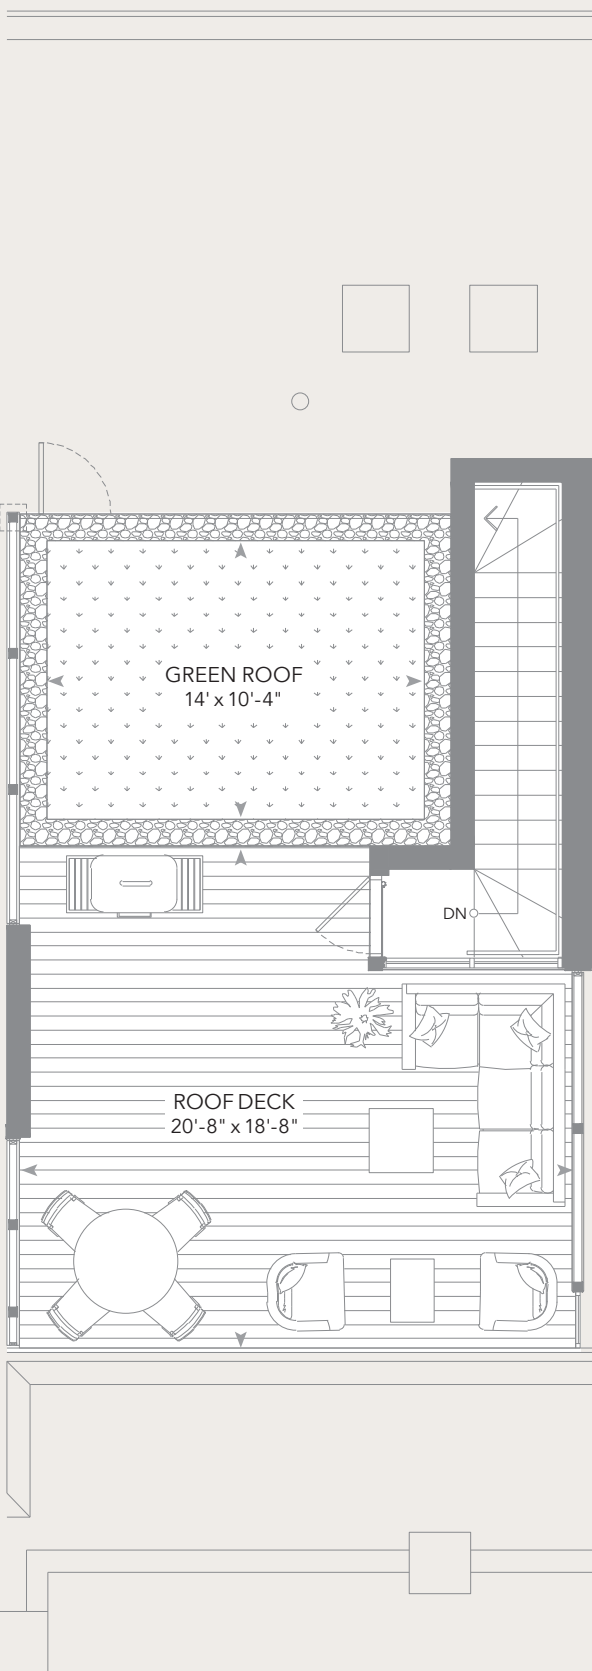 GREEN ROOF
14' x 10'-4"
DN
ROOF DECK
20'-8" x 18'-8"